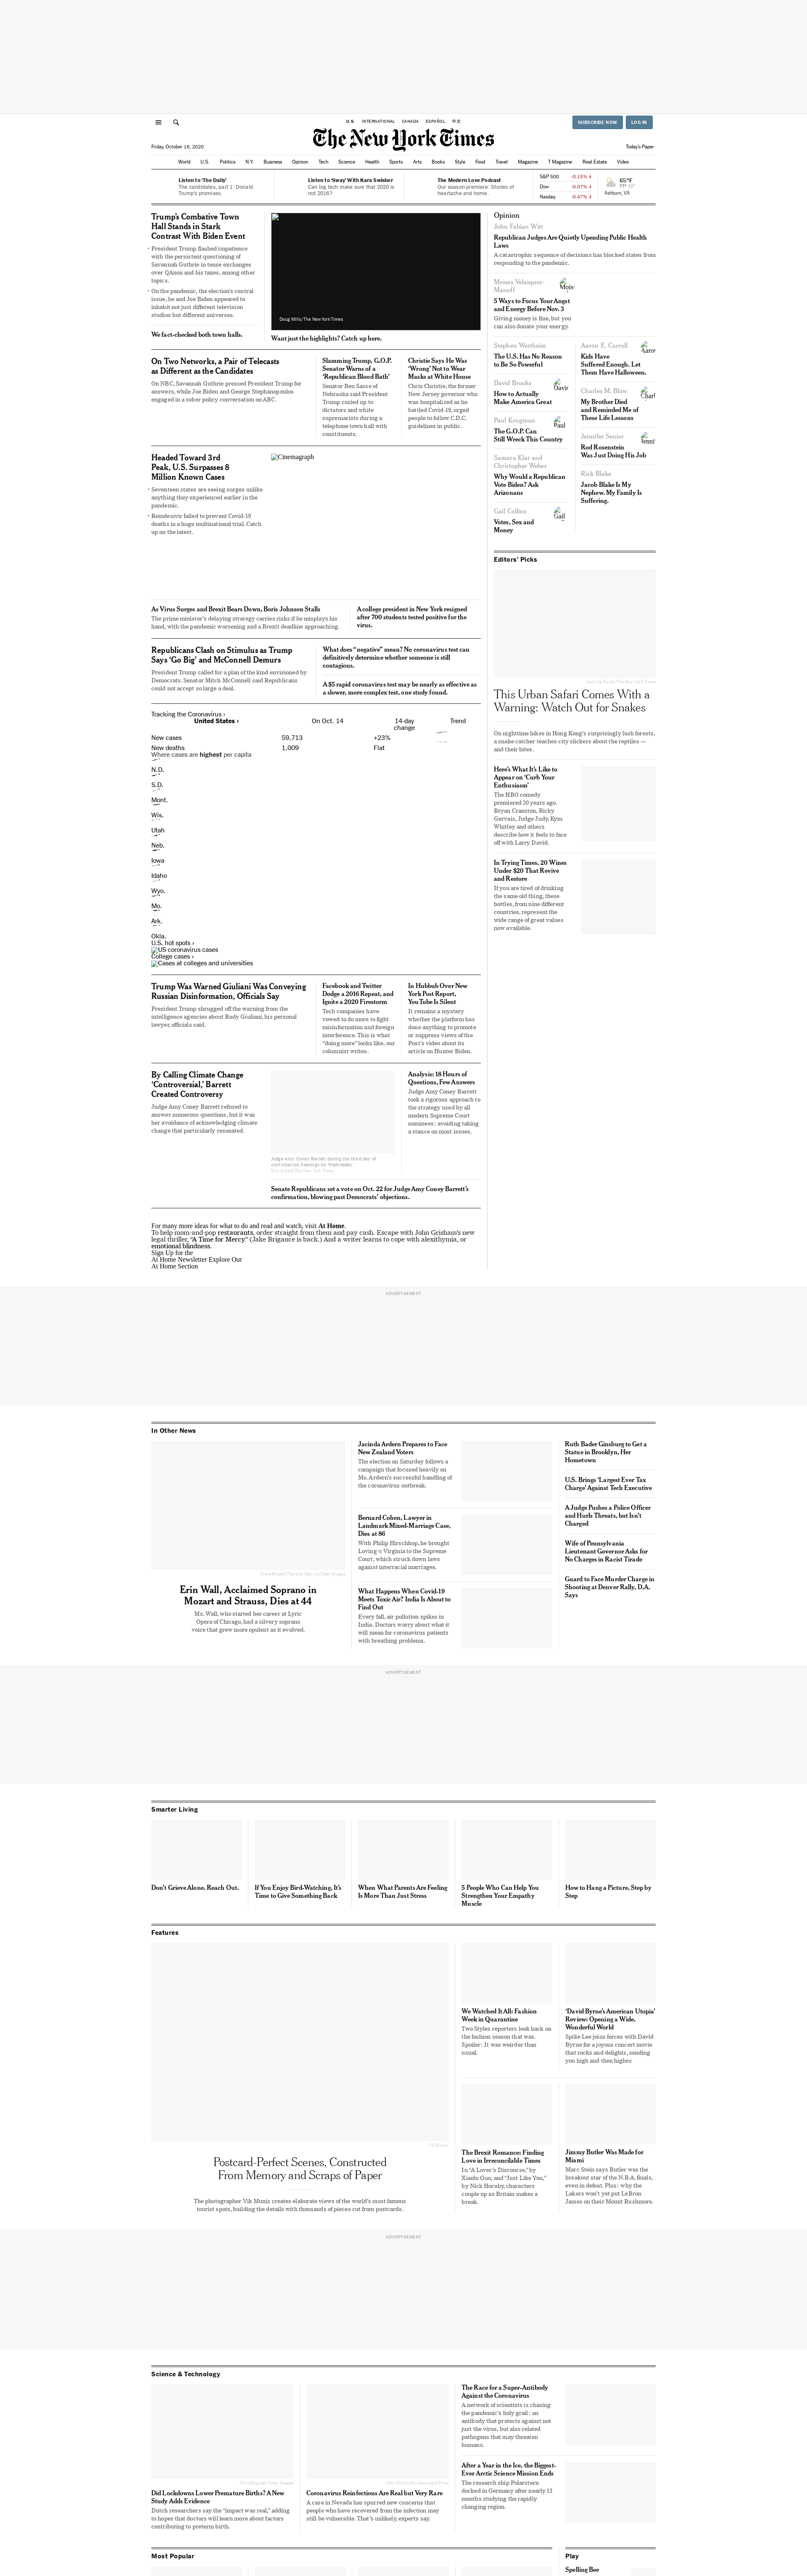 U.S. INTERNATIONAL CANADA ESPAÑOL 中文
SUBSCRIBE NOW
LOG IN
The New York Times
Friday, October 16, 2020
Today's Paper
World U.S. Politics N.Y. Business Opinion Tech Science Health Sports Arts Books Style Food Travel Magazine T Magazine Real Estate Video
Listen to 'The Daily'
The candidates, part 1: Donald
Trump's promises.
Listen to 'Sway' With Kara Swisher
Can big tech make sure that 2020 is
not 2016?
The Modern Love Podcast
Our season premiere: Stories of
heartache and home.
S&P 500 -0.15% ↓
Dow -0.07% ↓
Nasdaq -0.47% ↓
65°F
Ashburn, VA
Trump's Combative Town
Hall Stands in Stark
Contrast With Biden Event
• President Trump flashed impatience
with the persistent questioning of
Savannah Guthrie in tense exchanges
over QAnon and his taxes, among other
topics.
• On the pandemic, the election's central
issue, he and Joe Biden appeared to
inhabit not just different television
studios but different universes.
We fact-checked both town halls.
Doug Mills/The New York Times
Want just the highlights? Catch up here.
On Two Networks, a Pair of Telecasts
as Different as the Candidates
On NBC, Savannah Guthrie pressed President Trump for
answers, while Joe Biden and George Stephanopoulos
engaged in a sober policy conversation on ABC.
Slamming Trump, G.O.P.
Senator Warns of a
'Republican Blood Bath'
Senator Ben Sasse of
Nebraska said President
Trump cozied up to
dictators and white
supremacists during a
telephone town hall with
constituents.
Christie Says He Was
'Wrong' Not to Wear
Masks at White House
Chris Christie, the former
New Jersey governor who
was hospitalized as he
battled Covid-19, urged
people to follow C.D.C.
guidelines in public.
Headed Toward 3rd
Peak, U.S. Surpasses 8
Million Known Cases
• Seventeen states are seeing surges unlike
anything they experienced earlier in the
pandemic.
• Remdesivir failed to prevent Covid-19
deaths in a huge multinational trial. Catch
up on the latest.
Cinemagraph
As Virus Surges and Brexit Bears Down, Boris Johnson Stalls
The prime minister's delaying strategy carries risks if he misplays his
hand, with the pandemic worsening and a Brexit deadline approaching.
A college president in New York resigned
after 700 students tested positive for the
virus.
Republicans Clash on Stimulus as Trump
Says 'Go Big' and McConnell Demurs
President Trump called for a plan of the kind envisioned by
Democrats. Senator Mitch McConnell said Republicans
could not accept so large a deal.
What does "negative" mean? No coronavirus test can
definitively determine whether someone is still
contagious.
A $5 rapid coronavirus test may be nearly as effective as
a slower, more complex test, one study found.
Tracking the Coronavirus ›
United States › On Oct. 14 14-day Trend
change
New cases 59,713 +23%
New deaths 1,009 Flat
Where cases are highest per capita
N.D.
S.D.
Mont.
Wis.
Utah
Neb.
Iowa
Idaho
Wyo.
Mo.
Ark.
Okla.
U.S. hot spots ›
US coronavirus cases
College cases ›
Cases at colleges and universities
Trump Was Warned Giuliani Was Conveying
Russian Disinformation, Officials Say
President Trump shrugged off the warning from the
intelligence agencies about Rudy Giuliani, his personal
lawyer, officials said.
Facebook and Twitter
Dodge a 2016 Repeat, and
Ignite a 2020 Firestorm
Tech companies have
vowed to do more to fight
misinformation and foreign
interference. This is what
"doing more" looks like, our
columnist writes.
In Hubbub Over New
York Post Report,
YouTube Is Silent
It remains a mystery
whether the platform has
done anything to promote
or suppress views of the
Post's video about its
article on Hunter Biden.
By Calling Climate Change
'Controversial,' Barrett
Created Controversy
Judge Amy Coney Barrett refused to
answer numerous questions, but it was
her avoidance of acknowledging climate
change that particularly resonated.
Judge Amy Coney Barrett during the third day of
confirmation hearings on Wednesday.
Analysis: 18 Hours of
Questions, Few Answers
Judge Amy Coney Barrett
took a rigorous approach to
the strategy used by all
modern Supreme Court
nominees: avoiding taking
a stance on most issues.
Senate Republicans set a vote on Oct. 22 for Judge Amy Coney Barrett's
confirmation, blowing past Democrats' objections.
For many more ideas for what to do and read and watch, visit At Home.
To help mom-and-pop restaurants, order straight from them and pay cash. Escape with John Grisham's new
legal thriller, "A Time for Mercy." (Jake Brigance is back.) And a writer learns to cope with alexithymia, or
emotional blindness.
Sign Up for the
At Home Newsletter Explore Our
At Home Section
Opinion
John Fabian Witt
Republican Judges Are Quietly Upending Public Health
Laws
A catastrophic sequence of decisions has blocked states from
responding to the pandemic.
Moises Velasquez-
Manoff
5 Ways to Focus Your Angst
and Energy Before Nov. 3
Giving money is fine, but you
can also donate your energy.
Stephen Wertheim
The U.S. Has No Reason
to Be So Powerful
David Brooks
How to Actually
Make America Great
Paul Krugman
The G.O.P. Can
Still Wreck This Country
Samara Klar and
Christopher Weber
Why Would a Republican
Vote Biden? Ask
Arizonans
Gail Collins
Votes, Sex and
Money
Aaron E. Carroll
Kids Have
Suffered Enough. Let
Them Have Halloween.
Charles M. Blow
My Brother Died
and Reminded Me of
These Life Lessons
Jennifer Senior
Rod Rosenstein
Was Just Doing His Job
Rick Blake
Jacob Blake Is My
Nephew. My Family Is
Suffering.
Editors' Picks
This Urban Safari Comes With a
Warning: Watch Out for Snakes
On nighttime hikes in Hong Kong's surprisingly lush forests,
a snake catcher teaches city slickers about the reptiles —
and their bites.
Here's What It's Like to
Appear on 'Curb Your
Enthusiasm'
The HBO comedy
premiered 20 years ago.
Bryan Cranston, Ricky
Gervais, Judge Judy, Kym
Whitley and others
describe how it feels to face
off with Larry David.
In Trying Times, 20 Wines
Under $20 That Revive
and Restore
If you are tired of drinking
the same old thing, these
bottles, from nine different
countries, represent the
wide range of great values
now available.
ADVERTISEMENT
In Other News
Erin Wall, Acclaimed Soprano in
Mozart and Strauss, Dies at 44
Ms. Wall, who started her career at Lyric
Opera of Chicago, had a silvery soprano
voice that grew more opulent as it evolved.
Jacinda Ardern Prepares to Face
New Zealand Voters
The election on Saturday follows a
campaign that focused heavily on
Ms. Ardern's successful handling of
the coronavirus outbreak.
Bernard Cohen, Lawyer in
Landmark Mixed-Marriage Case,
Dies at 86
With Philip Hirschkop, he brought
Loving v. Virginia to the Supreme
Court, which struck down laws
against interracial marriages.
What Happens When Covid-19
Meets Toxic Air? India Is About to
Find Out
Every fall, air pollution spikes in
India. Doctors worry about what it
will mean for coronavirus patients
with breathing problems.
Ruth Bader Ginsburg to Get a
Statue in Brooklyn, Her
Hometown
U.S. Brings 'Largest Ever Tax
Charge' Against Tech Executive
A Judge Pushes a Police Officer
and Hurls Threats, but Isn't
Charged
Wife of Pennsylvania
Lieutenant Governor Asks for
No Charges in Racist Tirade
Guard to Face Murder Charge in
Shooting at Denver Rally, D.A.
Says
ADVERTISEMENT
Smarter Living
Don't Grieve Alone. Reach Out.
If You Enjoy Bird-Watching, It's
Time to Give Something Back
When What Parents Are Feeling
Is More Than Just Stress
5 People Who Can Help You
Strengthen Your Empathy
Muscle
How to Hang a Picture, Step by
Step
Features
Postcard-Perfect Scenes, Constructed
From Memory and Scraps of Paper
The photographer Vik Muniz creates elaborate views of the world's most famous
tourist spots, building the details with thousands of pieces cut from postcards.
We Watched It All: Fashion
Week in Quarantine
Two Styles reporters look back on
the fashion season that was.
Spoiler: It was weirder than
usual.
'David Byrne's American Utopia'
Review: Opening a Wide,
Wonderful World
Spike Lee joins forces with David
Byrne for a joyous concert movie
that rocks and delights, sending
you high and then higher.
The Brexit Romance: Finding
Love in Irreconcilable Times
In "A Lover's Discourse," by
Xiaolu Guo, and "Just Like You,"
by Nick Hornby, characters
couple up as Britain makes a
break.
Jimmy Butler Was Made for
Miami
Marc Stein says Butler was the
breakout star of the N.B.A. finals,
even in defeat. Plus: why the
Lakers won't yet put LeBron
James on their Mount Rushmore.
ADVERTISEMENT
Science & Technology
Did Lockdowns Lower Premature Births? A New
Study Adds Evidence
Dutch researchers say the "impact was real," adding
to hopes that doctors will learn more about factors
contributing to preterm birth.
Coronavirus Reinfections Are Real but Very Rare
A case in Nevada has spurred new concerns that
people who have recovered from the infection may
still be vulnerable. That's unlikely, experts say.
The Race for a Super-Antibody
Against the Coronavirus
A network of scientists is chasing
the pandemic's holy grail: an
antibody that protects against not
just the virus, but also related
pathogens that may threaten
humans.
After a Year in the Ice, the Biggest-
Ever Arctic Science Mission Ends
The research ship Polarstern
docked in Germany after nearly 13
months studying the rapidly
changing region.
Most Popular
Play
Spelling Bee